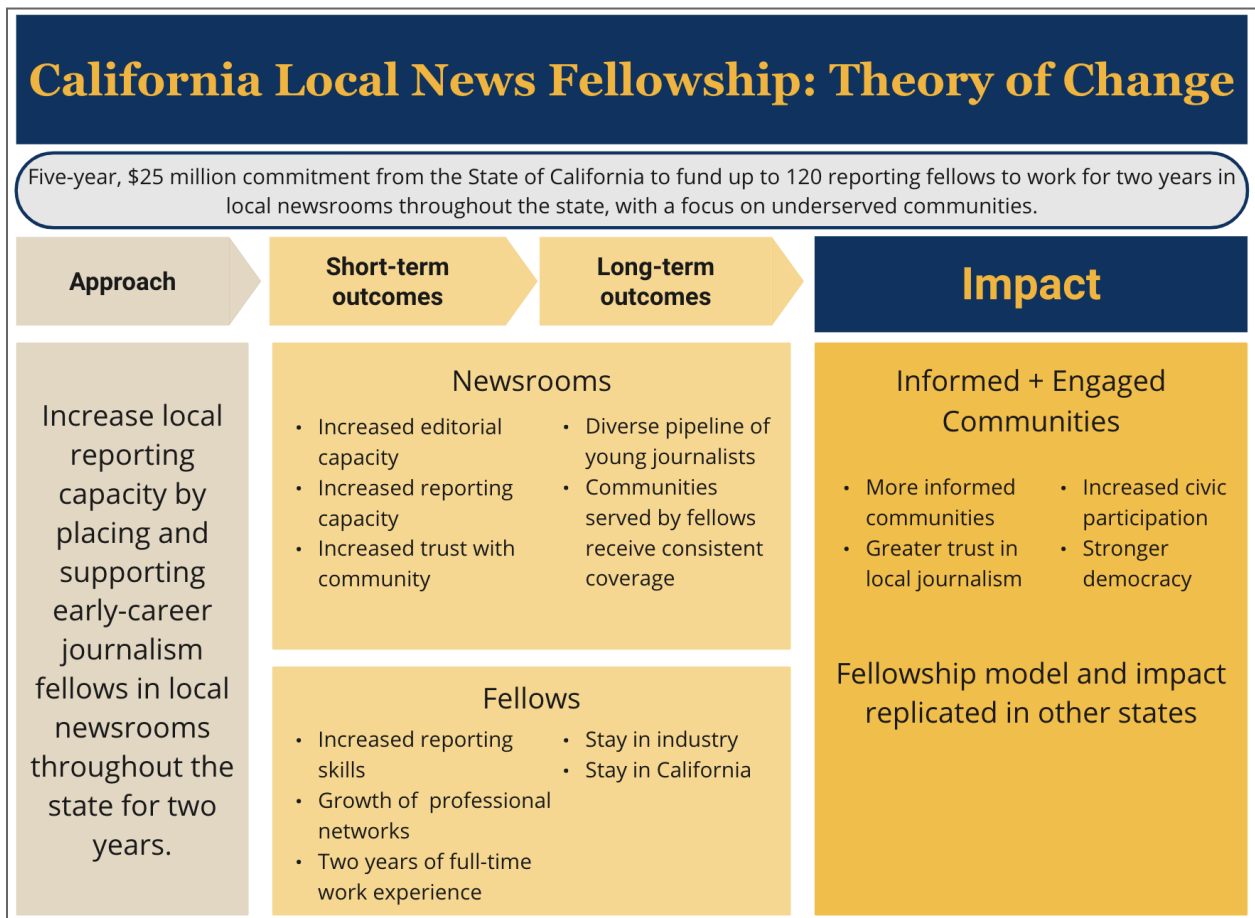 California Local News Fellowship: Theory of Change
Five-year, $25 million commitment from the State of California to fund up to 120 reporting fellows to work for two years in
local newsrooms throughout the state, with a focus on underserved communities.
Approach
Short-term
outcomes
Long-term
outcomes
Impact
Increase local
reporting
capacity by
placing and
supporting
early-career
journalism
fellows in local
newsrooms
throughout the
state for two
years.
Newsrooms
• Increased editorial
capacity
• Increased reporting
capacity
• Increased trust with
community
• Diverse pipeline of
young journalists
• Communities
served by fellows
receive consistent
coverage
Fellows
• Increased reporting
skills
• Growth of  professional
networks
• Two years of full-time
work experience
• Stay in industry
• Stay in California
Informed + Engaged
Communities
• More informed
communities
• Greater trust in
local journalism
• Increased civic
participation
• Stronger
democracy
Fellowship model and impact
replicated in other states